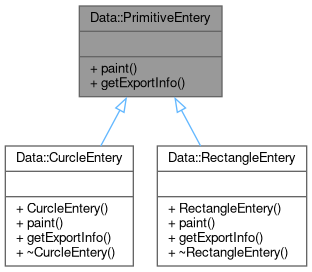 Data::PrimitiveEntery
+ paint()
+ getExportInfo()
Data::CurcleEntery
+ CurcleEntery()
+ paint()
+ getExportInfo()
+ ~CurcleEntery()
Data::RectangleEntery
+ RectangleEntery()
+ paint()
+ getExportInfo()
+ ~RectangleEntery()